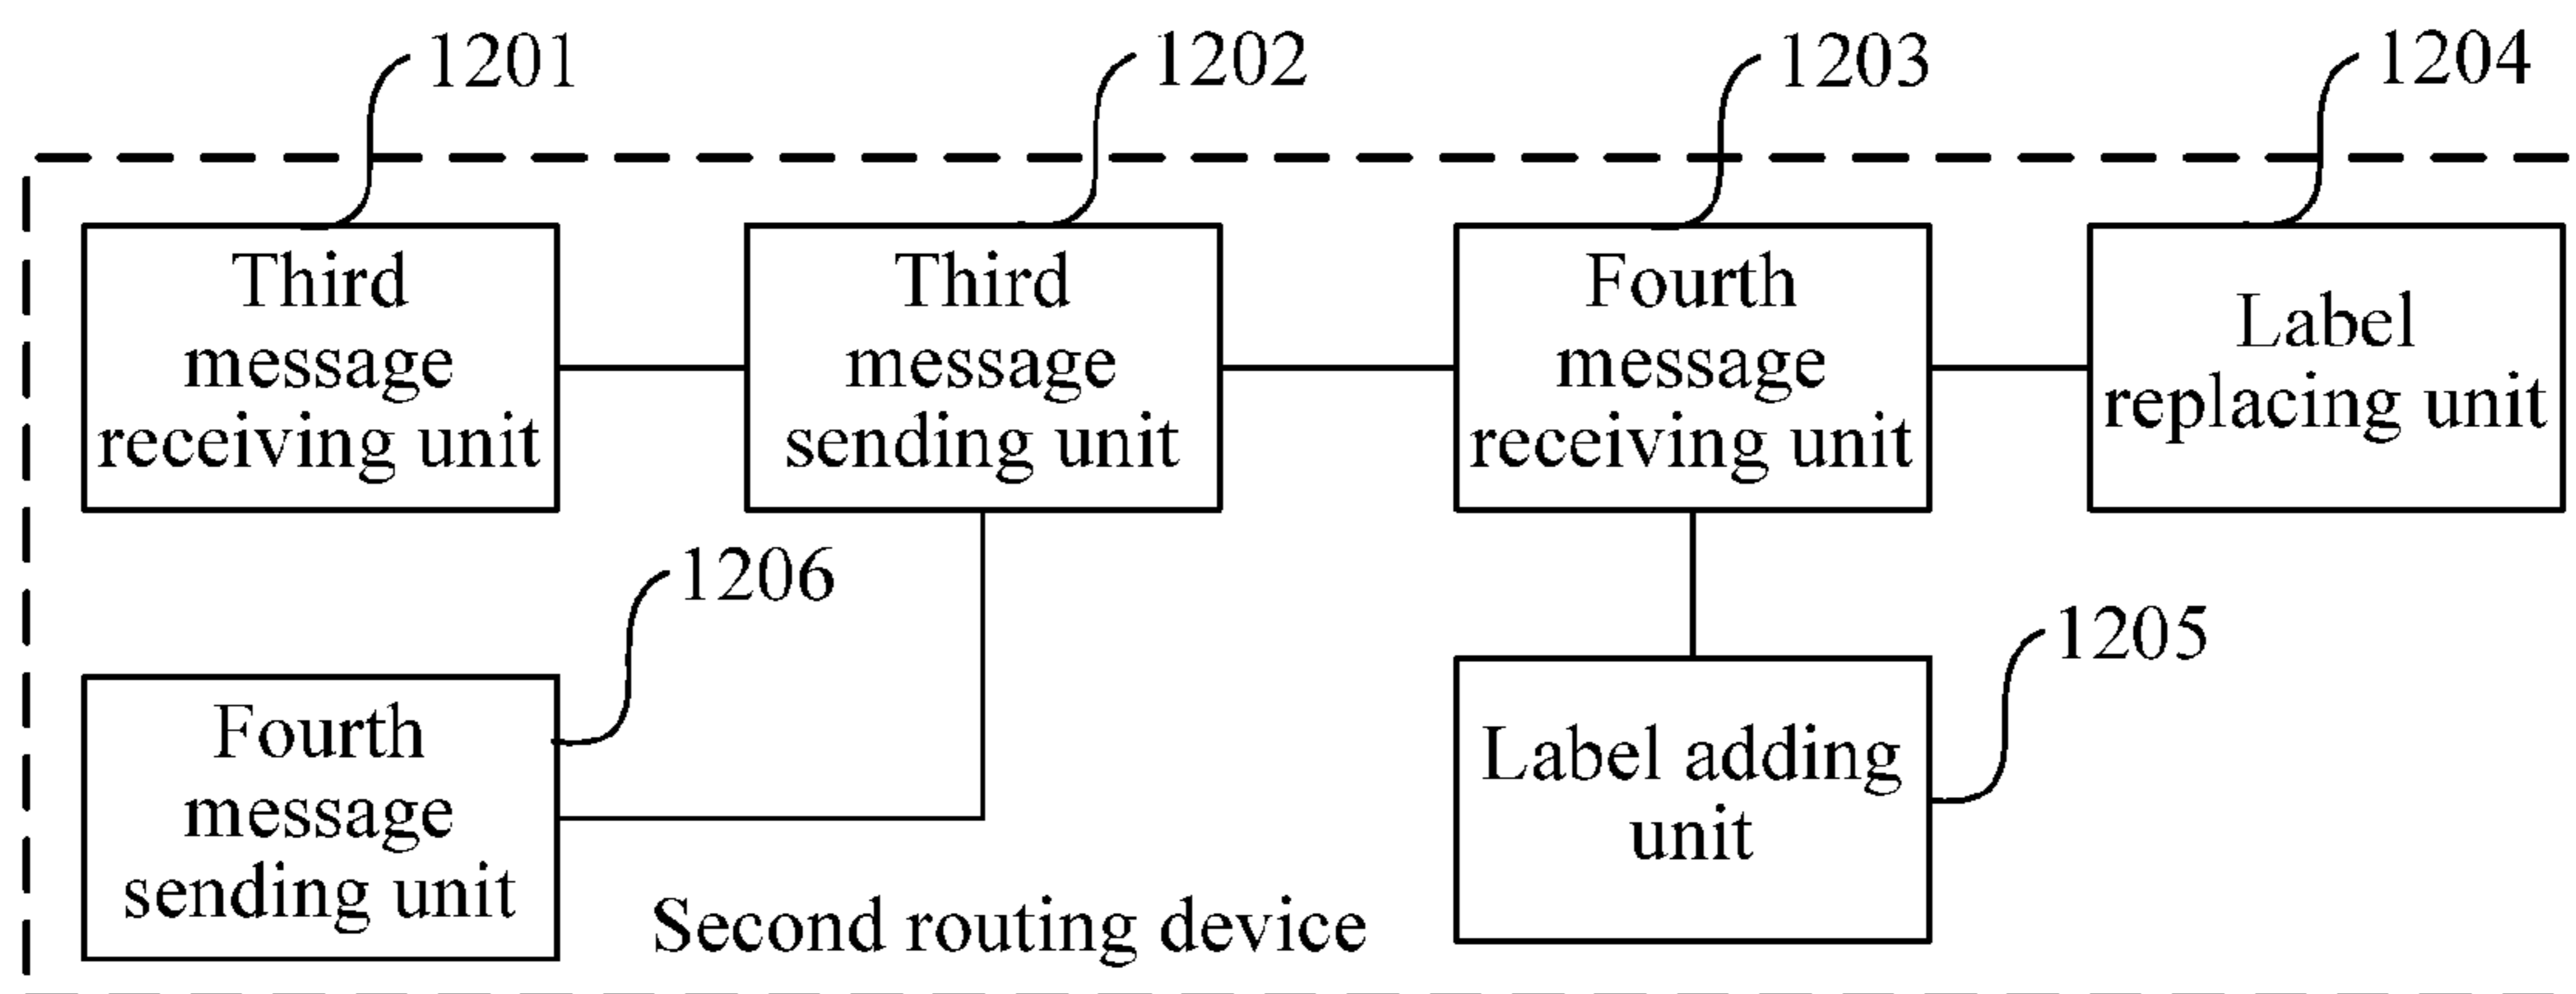 1201
1202
1203
1204
Third
message
receiving unit
Third
message
sending unit
Fourth
message
receiving unit
Label
replacing unit
1206
1205
Fourth
message
sending unit
Label adding
unit
Second routing device